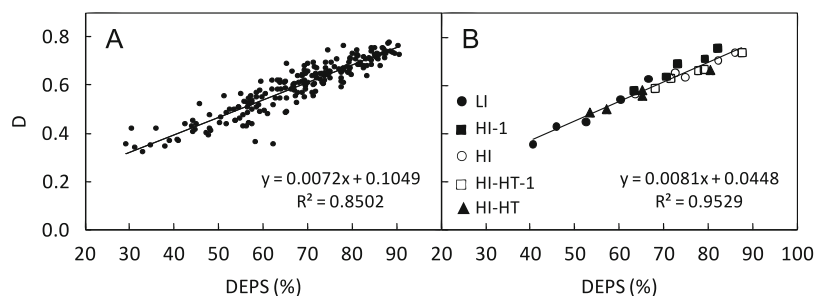 A
B
D
0.8
0.6
0.4
0.2
0.0
LI
HI-1
HI
HI-HT-1
HI-HT
y = 0.0072x + 0.1049
R² = 0.8502
y = 0.0081x + 0.0448
R² = 0.9529
20 30 40 50 60 70 80 90 20 30 40 50 60 70 80 90 100
DEPS (%) DEPS (%)